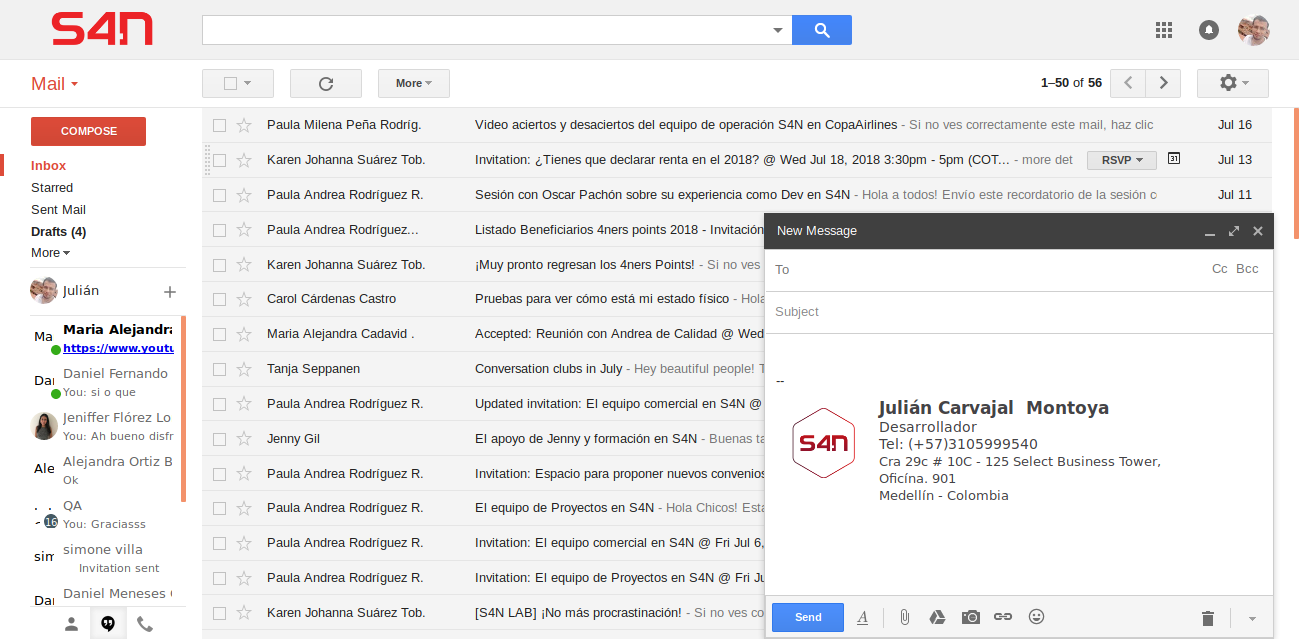 S4N
Mail
More
1–50 of 56
COMPOSE
Inbox
Starred
Sent Mail
Drafts (4)
More
Julián
Maria Alejandra
https://www.youtu
Daniel Fernando
You: si o que
Jeniffer Flórez Lo
You: Ah bueno disfr
Alejandra Ortiz B
Ok
QA
You: Graciasss
simone villa
Invitation sent
Daniel Meneses
Ma
Da
Ale
16
sim
Da
Paula Milena Peña Rodríg. Video aciertos y desaciertos del equipo de operación S4N en CopaAirlines - Si no ves correctamente este mail, haz clic Jul 16
Karen Johanna Suárez Tob. Invitation: ¿Tienes que declarar renta en el 2018? @ Wed Jul 18, 2018 3:30pm - 5pm (COT... - more det RSVP 31 Jul 13
Paula Andrea Rodríguez R. Sesión con Oscar Pachón sobre su experiencia como Dev en S4N - Hola a todos! Envío este recordatorio de la sesión c Jul 11
Paula Andrea Rodríguez... Listado Beneficiarios 4ners points 2018 - Invitación
Karen Johanna Suárez Tob. ¡Muy pronto regresan los 4ners Points! - Si no ves
Carol Cárdenas Castro Pruebas para ver cómo está mi estado físico - Hola
Maria Alejandra Cadavid . Accepted: Reunión con Andrea de Calidad @ Wed
Tanja Seppanen Conversation clubs in July - Hey beautiful people! T
Paula Andrea Rodríguez R. Updated invitation: El equipo comercial en S4N @
Jenny Gil El apoyo de Jenny y formación en S4N - Buenas ta
Paula Andrea Rodríguez R. Invitation: Espacio para proponer nuevos convenios
Paula Andrea Rodríguez R. El equipo de Proyectos en S4N - Hola Chicos! Esta
Paula Andrea Rodríguez R. Invitation: El equipo comercial en S4N @ Fri Jul 6,
Paula Andrea Rodríguez R. Invitation: El equipo de Proyectos en S4N @ Fri Ju
Karen Johanna Suárez Tob. [S4N LAB] ¡No más procrastinación! - Si no ves co
New Message
To Cc Bcc
Subject
--
S4N
Julián Carvajal Montoya
Desarrollador
Tel: (+57)3105999540
Cra 29c # 10C - 125 Select Business Tower,
Oficína. 901
Medellín - Colombia
Send A